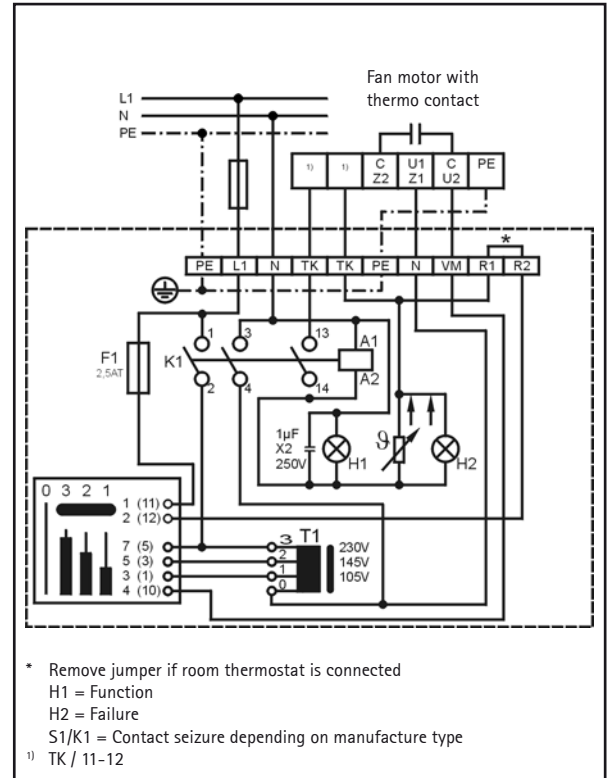 Fan motor with
thermo contact
L1
N
PE
1) 1) C U1 C PE
Z2 Z1 U2
*
PE L1 N TK TK PE N VM R1 R2
1 3 13 A1
F1 K1
2,5AT
2 4 14 A2
1µF
X2
250V
H1 ϑ H2
0 3 2 1
1 (11)
2 (12)
7 (5)
5 (3)
3 (1)
4 (10)
3 T1
2 230V
1 145V
0 105V
* Remove jumper if room thermostat is connected
H1 = Function
H2 = Failure
S1/K1 = Contact seizure depending on manufacture type
1) TK / 11-12